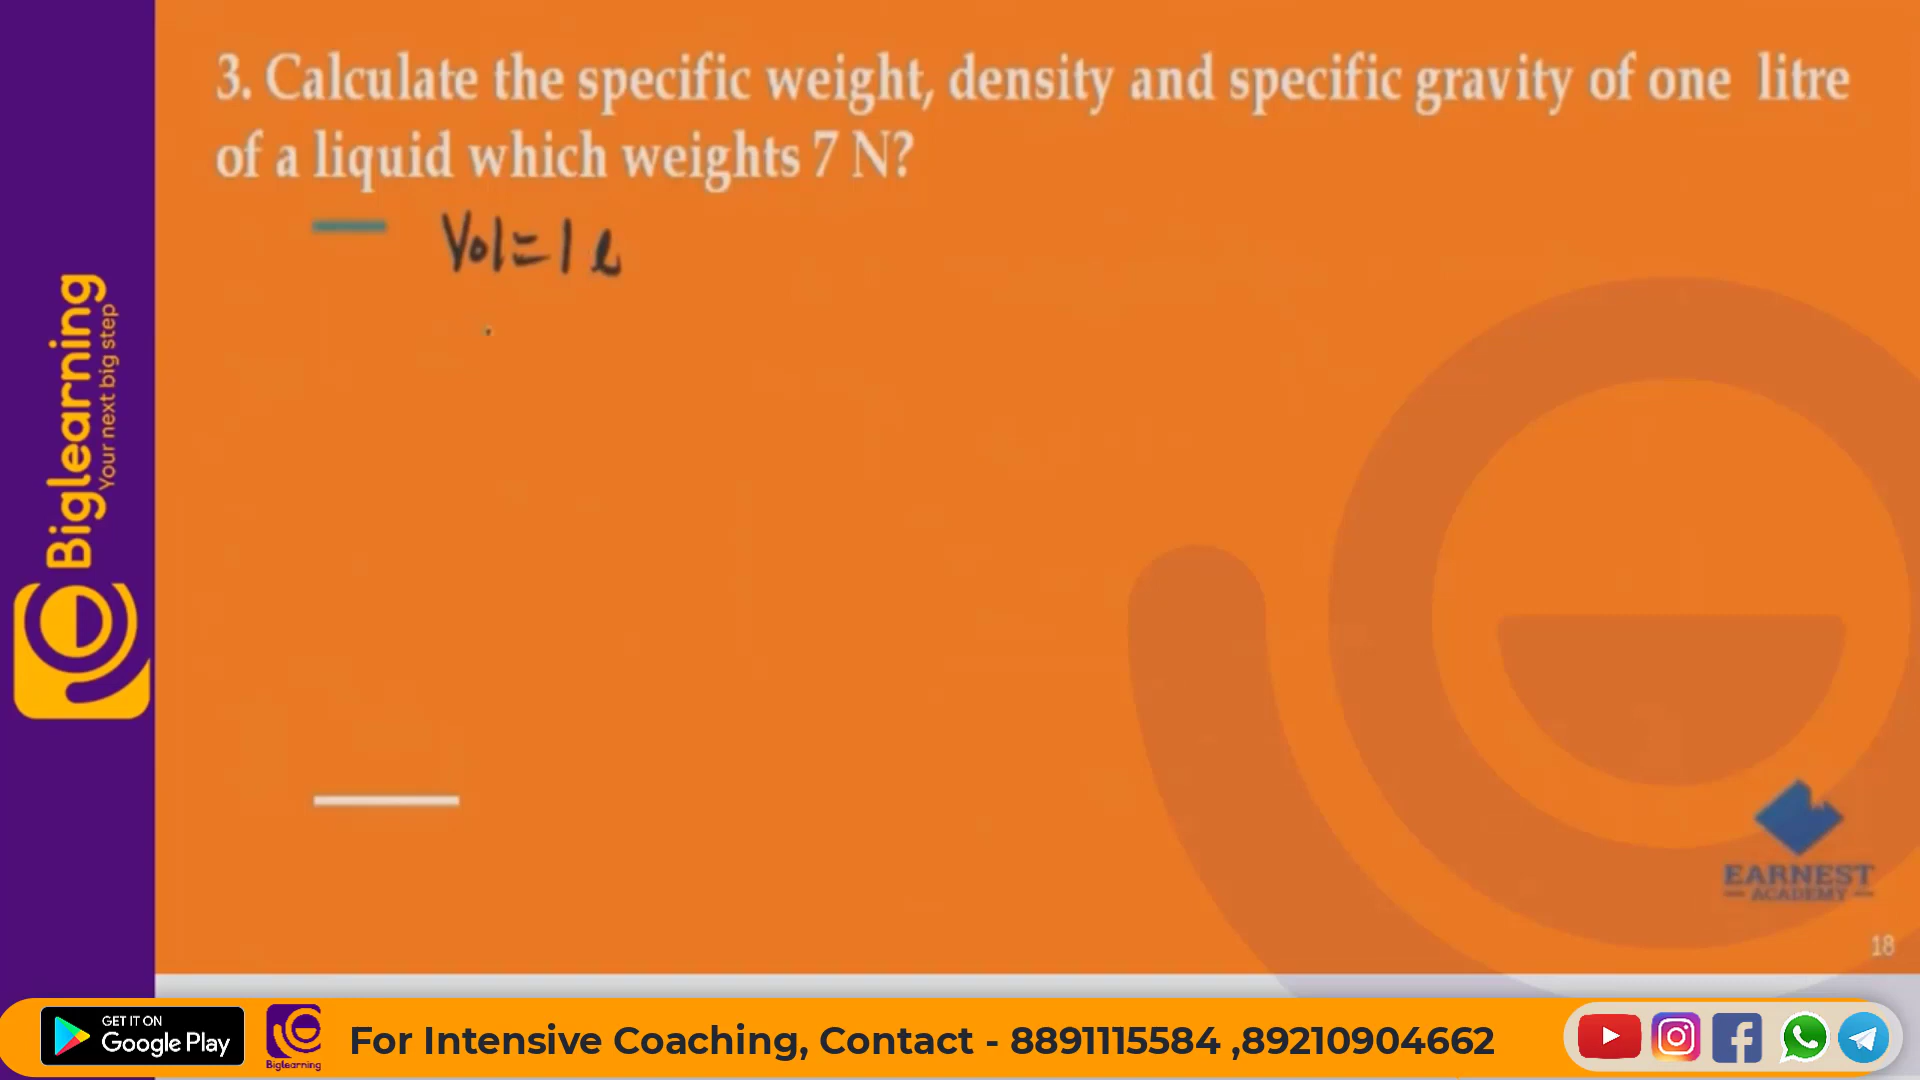 3. Calculate the specific weight, density and specific gravity of one litre
of a liquid which weights 7 N?
Vol = 1 l
Biglearning
Your next big step
EARNEST
ACADEMY
18
GET IT ON
Google Play
Biglearning
For Intensive Coaching, Contact - 8891115584 ,89210904662